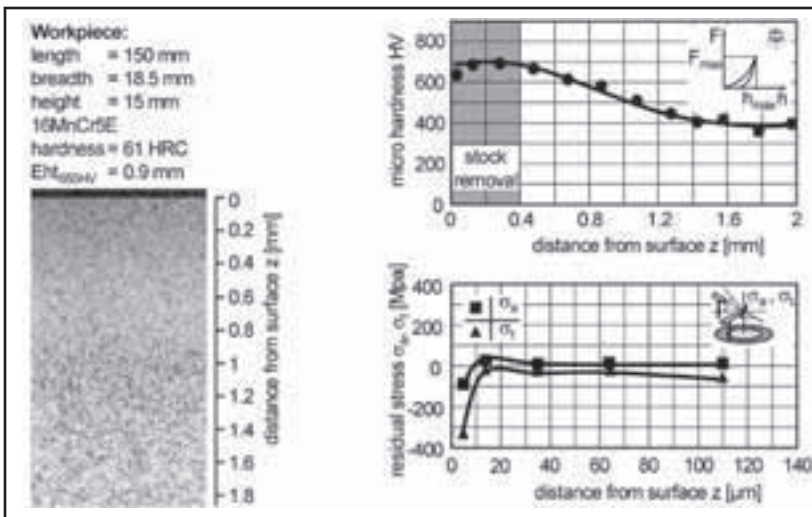 Workpiece:
length = 150 mm
breadth = 18.5 mm
height = 15 mm
16MnCr5E
hardness = 61 HRC
Eht550HV = 0.9 mm
0
0.2
0.4
0.6
0.8
1
1.2
1.4
1.6
1.8
distance from surface z [mm]
800
600
400
200
0
micro hardness HV
stock
removal
F
Fmax
hmax h
0 0.4 0.8 1.2 1.6 2
distance from surface z [mm]
400
200
0
-200
-400
residual stress σa, σt [Mpa]
σa
σt
σa, σt
0 20 40 60 80 100 120 140
distance from surface z [µm]